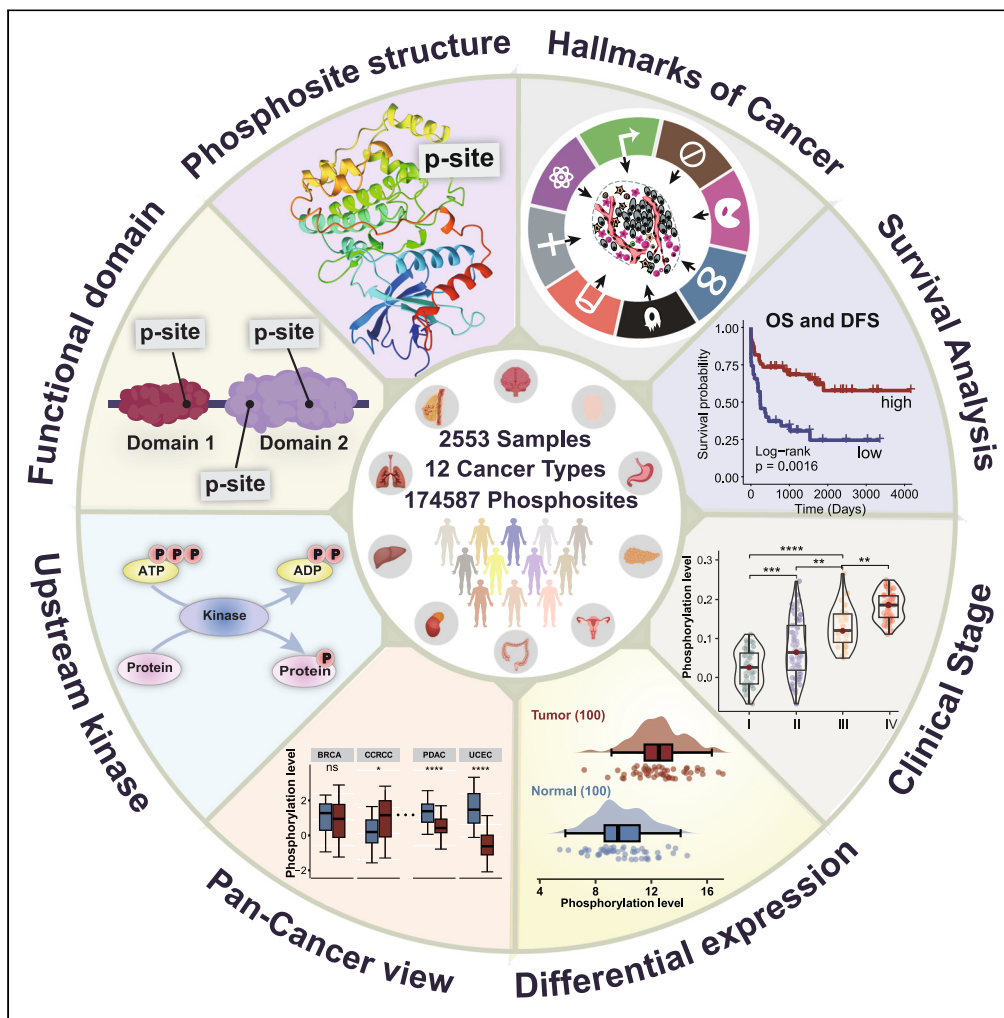 Phosphosite structure
p-site
Hallmarks of Cancer
Survival Analysis
OS and DFS
Survival probability
1.00
0.75
0.50
0.25
0.00
high
low
Log-rank
p = 0.0016
0 1000 2000 3000 4000
Time (Days)
Clinical Stage
Phosphorylation level
0.3
0.2
0.1
0.0
****
*** ** **
I II III IV
Differential expression
Tumor (100)
Normal (100)
4 8 12 16
Phosphorylation level
Pan-Cancer view
BRCA CCRCC PDAC UCEC
ns * **** ****
Phosphorylation level
2
0
−2
Upstream kinase
P P P
ATP
P P
ADP
Kinase
Protein
P
Protein
Functional domain
p-site
p-site
Domain 1 Domain 2
p-site
2553 Samples
12 Cancer Types
174587 Phosphosites